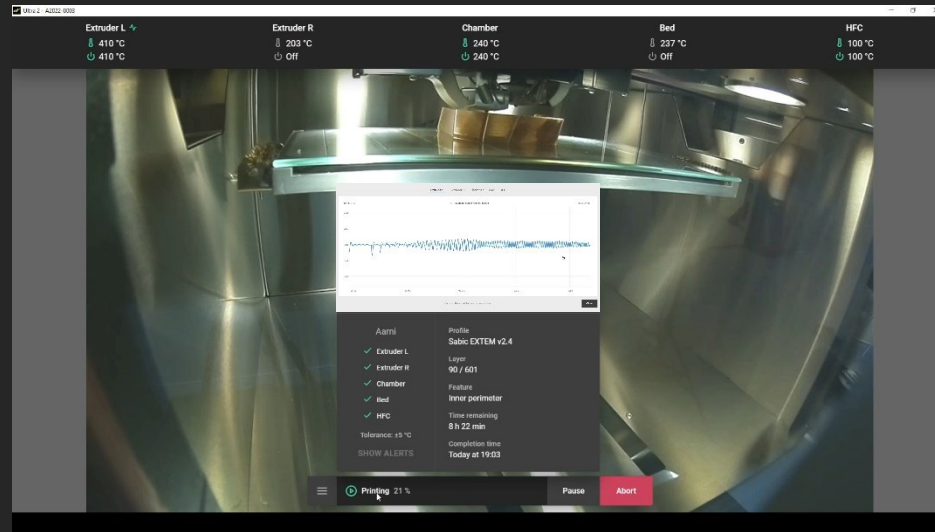 Ultra 2 - A2022-0003
Extruder L
410 °C
410 °C
Extruder R
203 °C
Off
Chamber
240 °C
240 °C
Bed
237 °C
Off
HFC
100 °C
100 °C
Aarni
Extruder L
Extruder R
Chamber
Bed
HFC
Tolerance: ±5 °C
SHOW ALERTS
Profile
Sabic EXTEM v2.4
Layer
90 / 601
Feature
Inner perimeter
Time remaining
8 h 22 min
Completion time
Today at 19:03
Printing 21 %
Pause
Abort